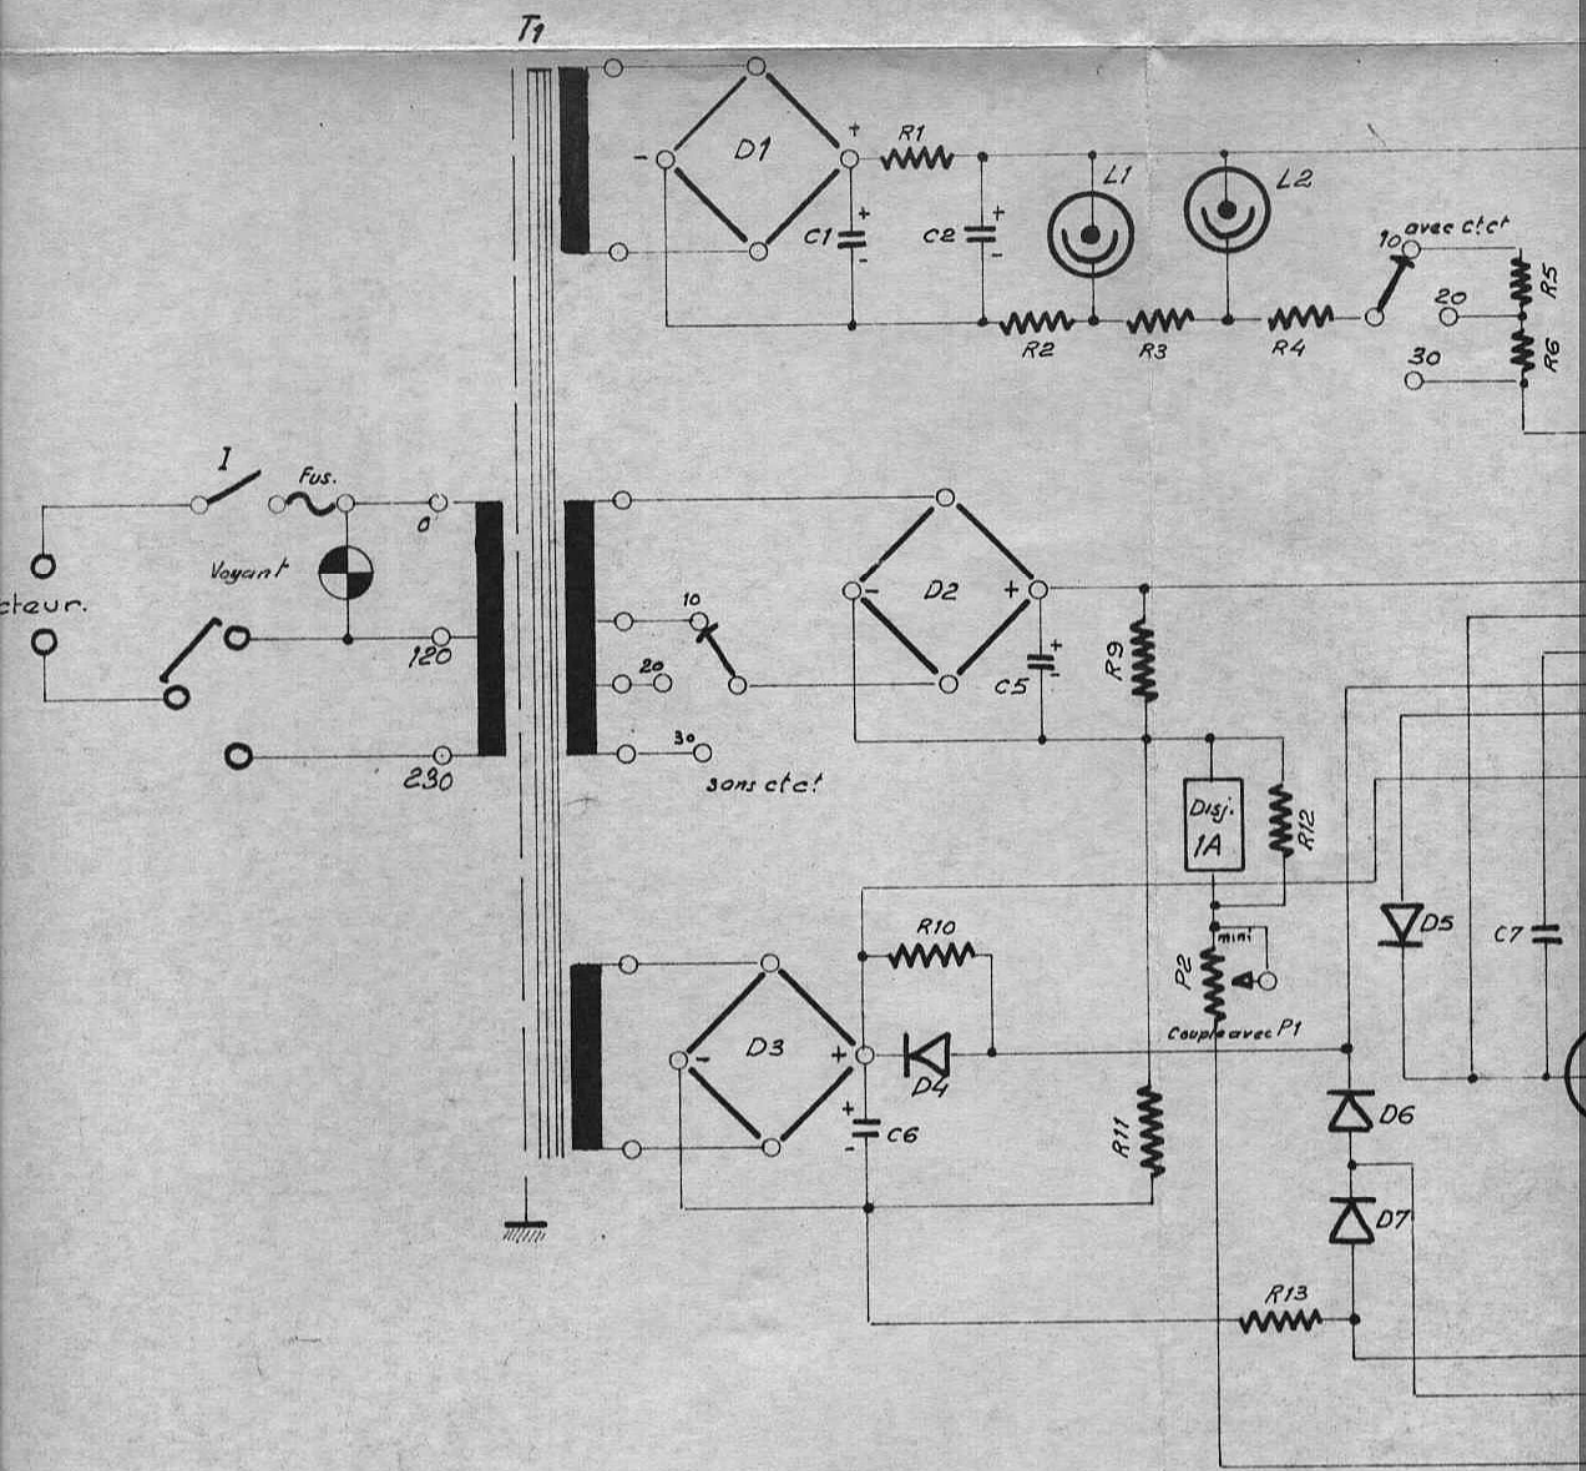 T1
D1
-
+
R1
C1
+
-
C2
+
-
L1
L2
R2
R3
R4
10
avec ctct
20
30
R5
R6
I
Fus.
0
Voyant
cteur.
120
230
10
20
30
sans ctct
D2
-
+
C5
+
-
R9
Disj.
1A
R12
R10
mini
P2
Couple avec P1
D3
-
+
D4
+
-
C6
R11
D5
C7
D6
D7
R13